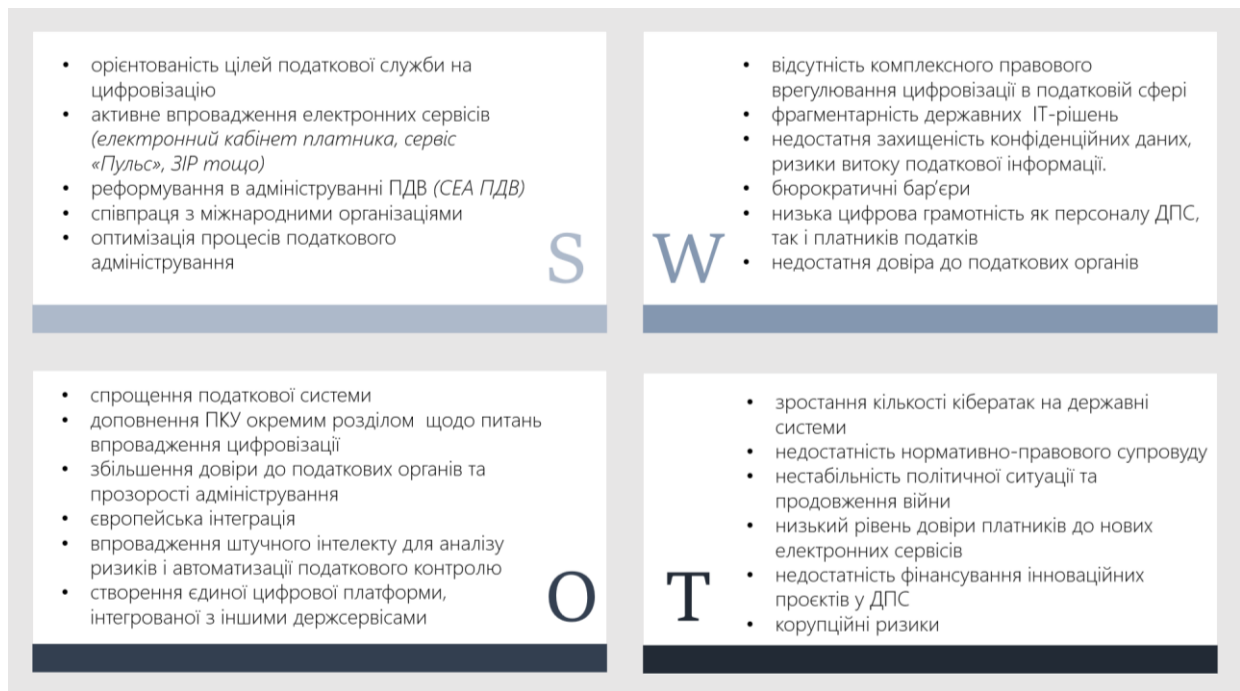 • орієнтованість цілей податкової служби на
цифровізацію
• активне впровадження електронних сервісів
(електронний кабінет платника, сервіс
«Пульс», ЗІР тощо)
• реформування в адмініструванні ПДВ (СЕА ПДВ)
• співпраця з міжнародними організаціями
• оптимізація процесів податкового
адміністрування
S
• відсутність комплексного правового
врегулювання цифровізації в податковій сфері
• фрагментарність державних ІТ-рішень
• недостатня захищеність конфіденційних даних,
ризики витоку податкової інформації.
• бюрократичні бар’єри
• низька цифрова грамотність як персоналу ДПС,
так і платників податків
• недостатня довіра до податкових органів
W
• спрощення податкової системи
• доповнення ПКУ окремим розділом щодо питань
впровадження цифровізації
• збільшення довіри до податкових органів та
прозорості адміністрування
• європейська інтеграція
• впровадження штучного інтелекту для аналізу
ризиків і автоматизації податкового контролю
• створення єдиної цифрової платформи,
інтегрованої з іншими держсервісами
O
• зростання кількості кібератак на державні
системи
• недостатність нормативно-правового супроводу
• нестабільність політичної ситуації та
продовження війни
• низький рівень довіри платників до нових
електронних сервісів
• недостатність фінансування інноваційних
проєктів у ДПС
• корупційні ризики
T